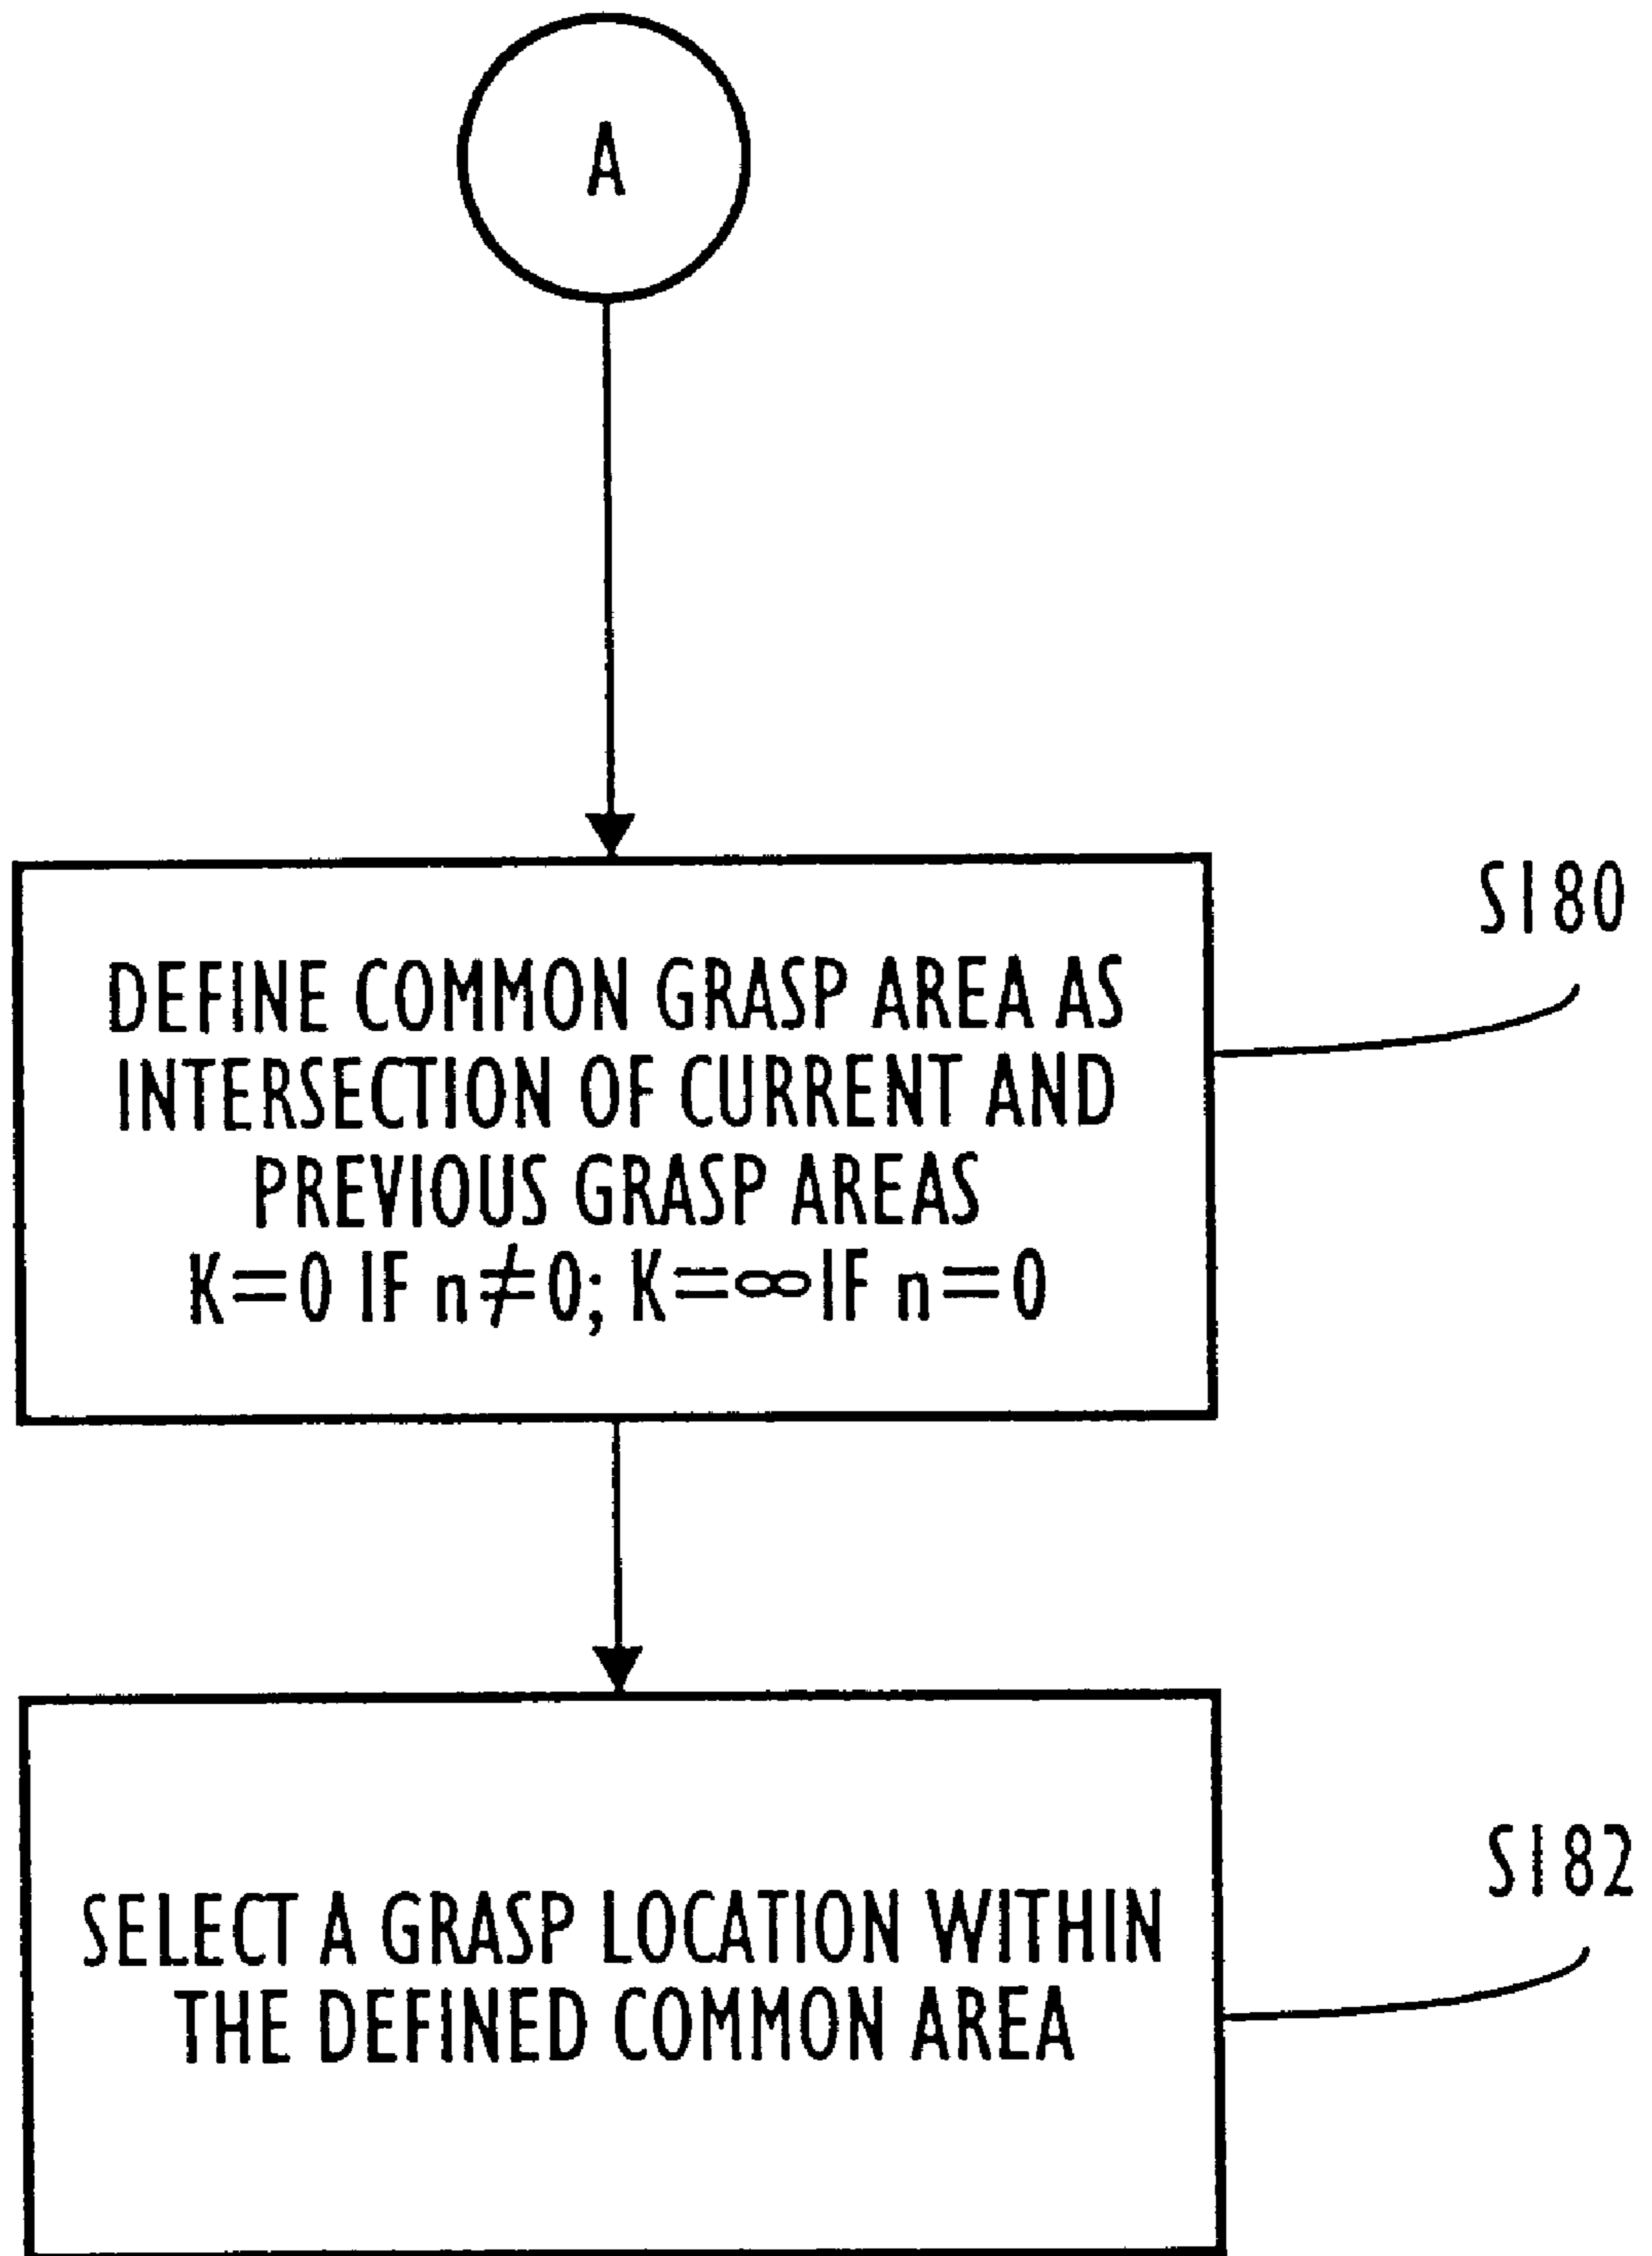 A
S180
DEFINE COMMON GRASP AREA AS
INTERSECTION OF CURRENT AND
PREVIOUS GRASP AREAS
K=0 IF n≠0; K=∞ IF n=0
S182
SELECT A GRASP LOCATION WITHIN
THE DEFINED COMMON AREA